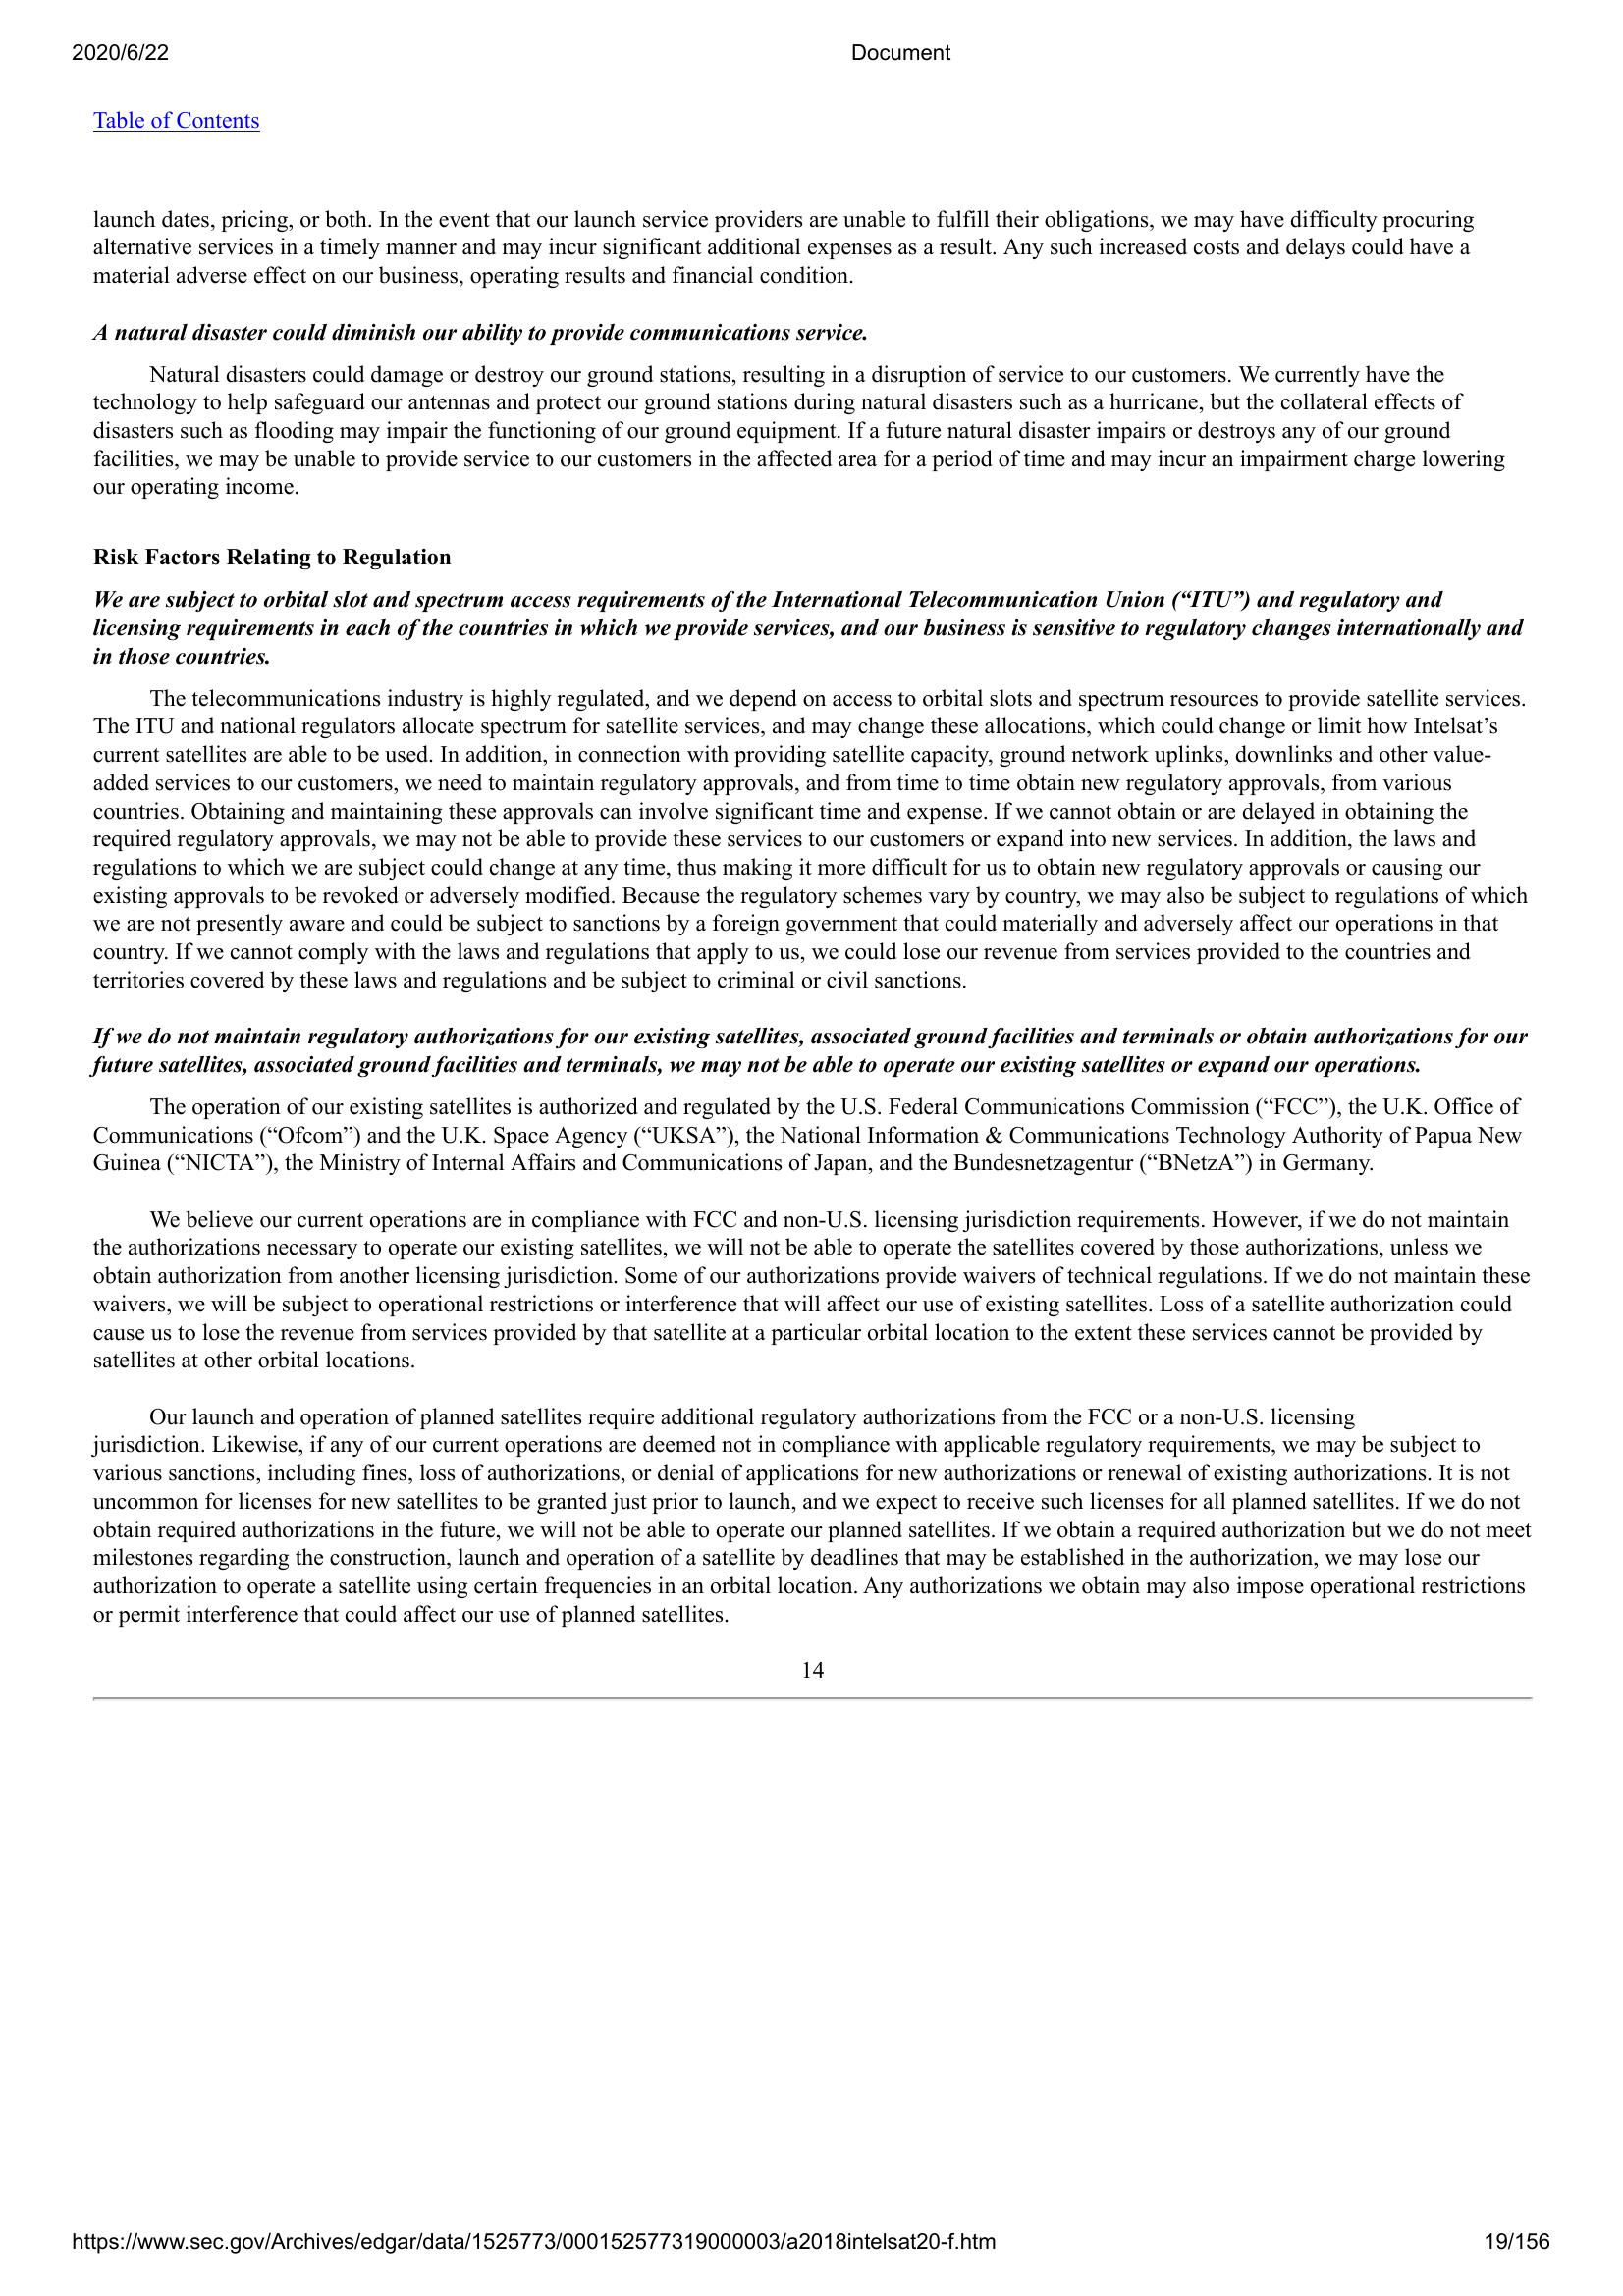 2020/6/22
Document
Table of Contents
launch dates, pricing, or both. In the event that our launch service providers are unable to fulfill their obligations, we may have difficulty procuring
alternative services in a timely manner and may incur significant additional expenses as a result. Any such increased costs and delays could have a
material adverse effect on our business, operating results and financial condition.
A natural disaster could diminish our ability to provide communications service.
Natural disasters could damage or destroy our ground stations, resulting in a disruption of service to our customers. We currently have the
technology to help safeguard our antennas and protect our ground stations during natural disasters such as a hurricane, but the collateral effects of
disasters such as flooding may impair the functioning of our ground equipment. If a future natural disaster impairs or destroys any of our ground
facilities, we may be unable to provide service to our customers in the affected area for a period of time and may incur an impairment charge lowering
our operating income.
Risk Factors Relating to Regulation
We are subject to orbital slot and spectrum access requirements of the International Telecommunication Union (“ITU”) and regulatory and
licensing requirements in each of the countries in which we provide services, and our business is sensitive to regulatory changes internationally and
in those countries.
The telecommunications industry is highly regulated, and we depend on access to orbital slots and spectrum resources to provide satellite services.
The ITU and national regulators allocate spectrum for satellite services, and may change these allocations, which could change or limit how Intelsat’s
current satellites are able to be used. In addition, in connection with providing satellite capacity, ground network uplinks, downlinks and other value-
added services to our customers, we need to maintain regulatory approvals, and from time to time obtain new regulatory approvals, from various
countries. Obtaining and maintaining these approvals can involve significant time and expense. If we cannot obtain or are delayed in obtaining the
required regulatory approvals, we may not be able to provide these services to our customers or expand into new services. In addition, the laws and
regulations to which we are subject could change at any time, thus making it more difficult for us to obtain new regulatory approvals or causing our
existing approvals to be revoked or adversely modified. Because the regulatory schemes vary by country, we may also be subject to regulations of which
we are not presently aware and could be subject to sanctions by a foreign government that could materially and adversely affect our operations in that
country. If we cannot comply with the laws and regulations that apply to us, we could lose our revenue from services provided to the countries and
territories covered by these laws and regulations and be subject to criminal or civil sanctions.
If we do not maintain regulatory authorizations for our existing satellites, associated ground facilities and terminals or obtain authorizations for our
future satellites, associated ground facilities and terminals, we may not be able to operate our existing satellites or expand our operations.
The operation of our existing satellites is authorized and regulated by the U.S. Federal Communications Commission (“FCC”), the U.K. Office of
Communications (“Ofcom”) and the U.K. Space Agency (“UKSA”), the National Information & Communications Technology Authority of Papua New
Guinea (“NICTA”), the Ministry of Internal Affairs and Communications of Japan, and the Bundesnetzagentur (“BNetzA”) in Germany.
We believe our current operations are in compliance with FCC and non-U.S. licensing jurisdiction requirements. However, if we do not maintain
the authorizations necessary to operate our existing satellites, we will not be able to operate the satellites covered by those authorizations, unless we
obtain authorization from another licensing jurisdiction. Some of our authorizations provide waivers of technical regulations. If we do not maintain these
waivers, we will be subject to operational restrictions or interference that will affect our use of existing satellites. Loss of a satellite authorization could
cause us to lose the revenue from services provided by that satellite at a particular orbital location to the extent these services cannot be provided by
satellites at other orbital locations.
Our launch and operation of planned satellites require additional regulatory authorizations from the FCC or a non-U.S. licensing
jurisdiction. Likewise, if any of our current operations are deemed not in compliance with applicable regulatory requirements, we may be subject to
various sanctions, including fines, loss of authorizations, or denial of applications for new authorizations or renewal of existing authorizations. It is not
uncommon for licenses for new satellites to be granted just prior to launch, and we expect to receive such licenses for all planned satellites. If we do not
obtain required authorizations in the future, we will not be able to operate our planned satellites. If we obtain a required authorization but we do not meet
milestones regarding the construction, launch and operation of a satellite by deadlines that may be established in the authorization, we may lose our
authorization to operate a satellite using certain frequencies in an orbital location. Any authorizations we obtain may also impose operational restrictions
or permit interference that could affect our use of planned satellites.
14
https://www.sec.gov/Archives/edgar/data/1525773/000152577319000003/a2018intelsat20-f.htm
19/156